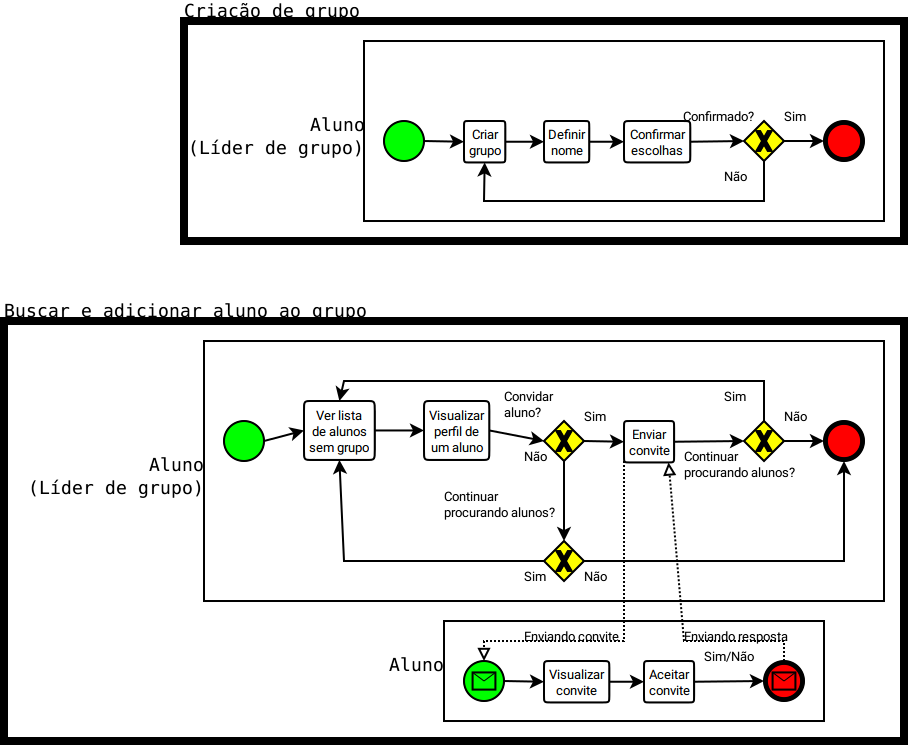 Criação de grupo
Aluno
(Líder de grupo)
Criar
grupo
Definir
nome
Confirmar
escolhas
Confirmado?
Sim
Não
Buscar e adicionar aluno ao grupo
Aluno
(Líder de grupo)
Ver lista
de alunos
sem grupo
Visualizar
perfil de
um aluno
Convidar
aluno?
Sim
Não
Enviar
convite
Sim
Não
Continuar
procurando alunos?
Continuar
procurando alunos?
Sim
Não
Aluno
Enviando convite
Enviando resposta
Sim/Não
Visualizar
convite
Aceitar
convite